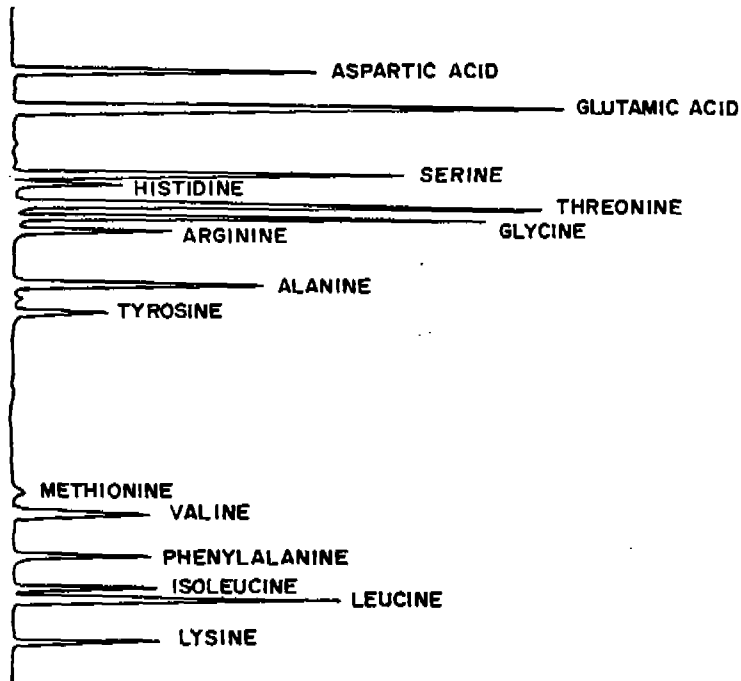 ASPARTIC ACID
GLUTAMIC ACID
SERINE
HISTIDINE
THREONINE
GLYCINE
ARGININE
ALANINE
TYROSINE
METHIONINE
VALINE
PHENYLALANINE
ISOLEUCINE
LEUCINE
LYSINE